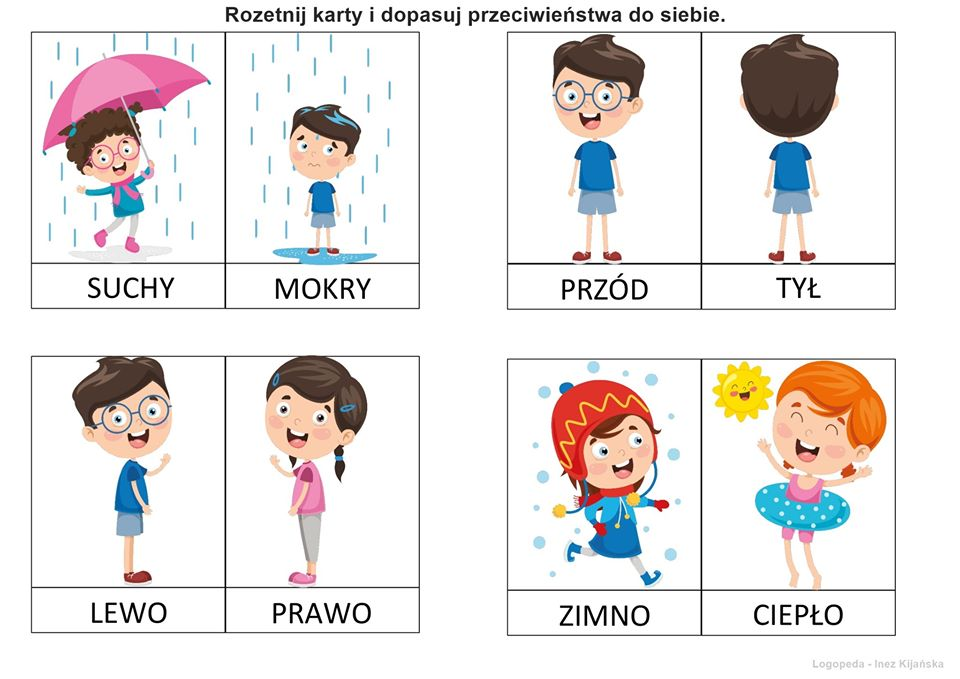 Rozetnij karty i dopasuj przeciwieństwa do siebie.
SUCHY
MOKRY
PRZÓD
TYŁ
LEWO
PRAWO
ZIMNO
CIEPŁO
Logopeda - Inez Kijańska